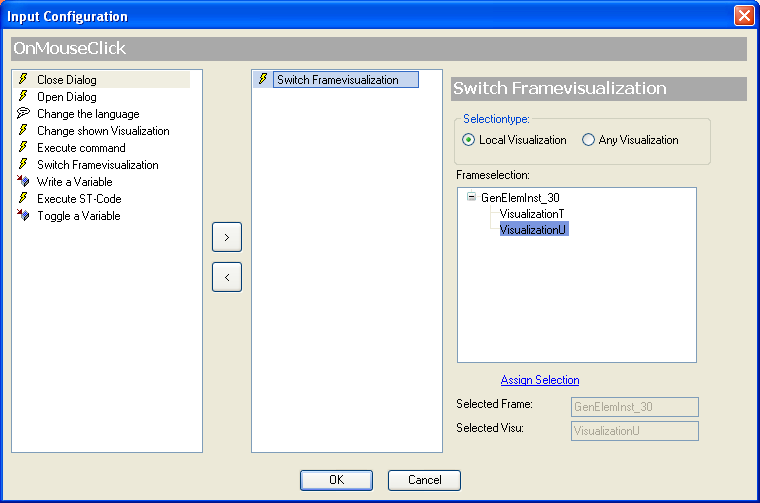 Input Configuration
OnMouseClick
Close Dialog
Open Dialog
Change the language
Change shown Visualization
Execute command
Switch Framevisualization
Write a Variable
Execute ST-Code
Toggle a Variable
>
<
Switch Framevisualization
Switch Framevisualization
Selectiontype:
Local Visualization Any Visualization
Frameselection:
GenElemInst_30
VisualizationT
VisualizationU
Assign Selection
Selected Frame: GenElemInst_30
Selected Visu: VisualizationU
OK Cancel